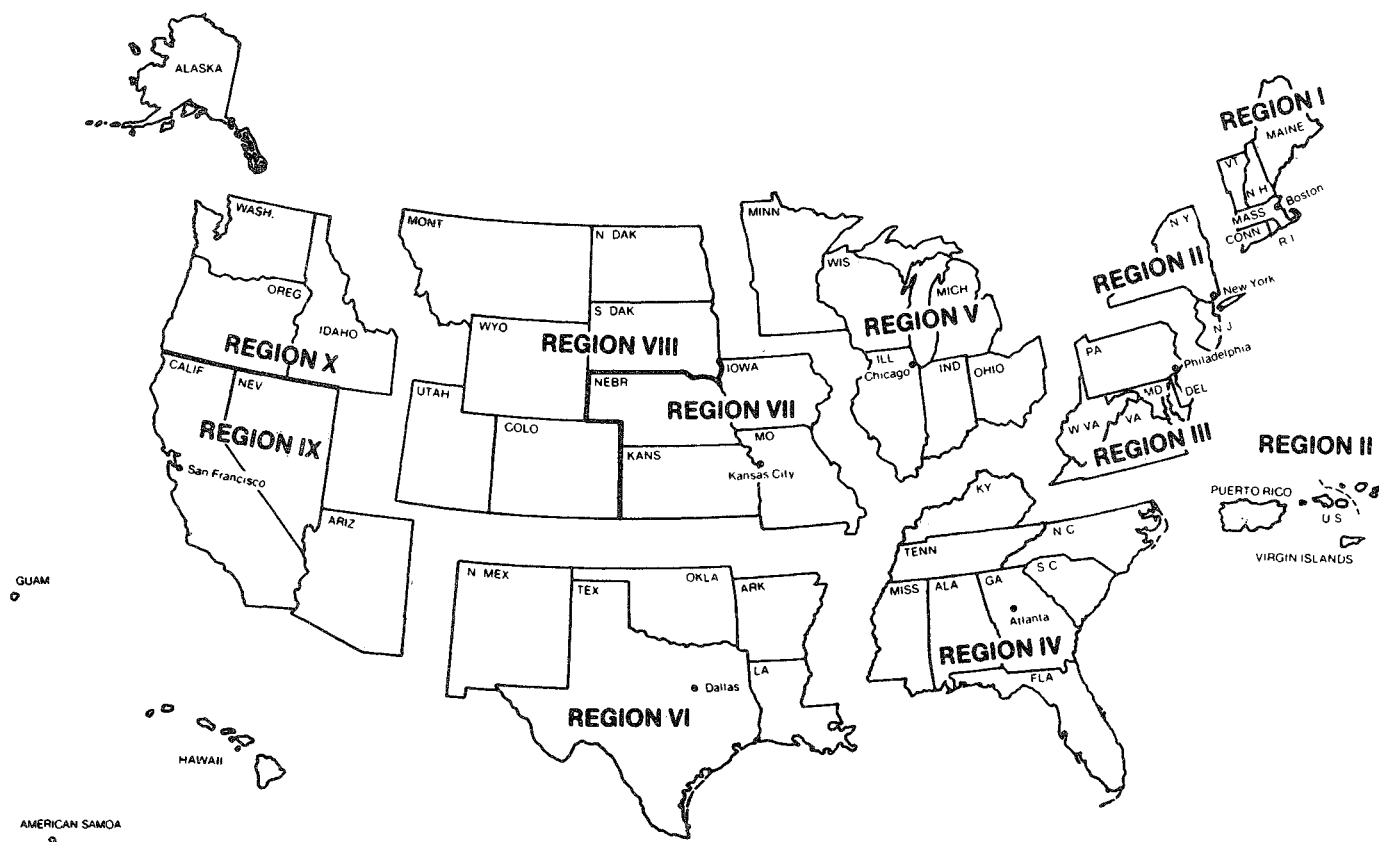 ALASKA
REGION I
MAINE
VT
N H
Boston
MASS
CONN
R I
WASH.
MONT
N DAK
MINN
N Y
WIS
REGION II
MICH
New York
OREG
S DAK
IDAHO
WYO
REGION V
N J
REGION X
REGION VIII
PA
Philadelphia
CALIF
NEV
UTAH
NEBR
IOWA
ILL
Chicago
IND
OHIO
MD
DEL
REGION VII
COLO
W VA
VA
REGION IX
MO
REGION III
REGION II
KANS
Kansas City
San Francisco
KY
PUERTO RICO
U S
VIRGIN ISLANDS
ARIZ
N C
TENN
GUAM
N MEX
OKLA
TEX
ARK
MISS
ALA
GA
S C
Atlanta
REGION IV
LA
FLA
Dallas
REGION VI
HAWAII
AMERICAN SAMOA